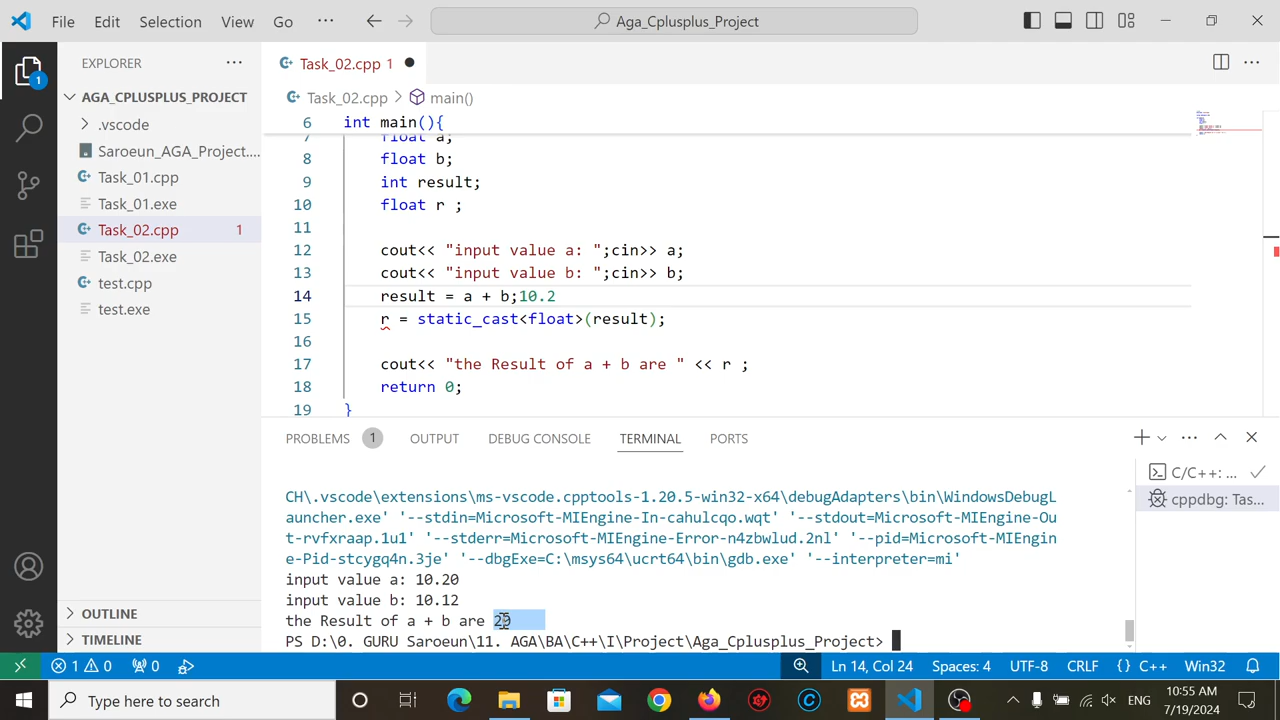 File Edit Selection View Go ··· Aga_Cplusplus_Project
EXPLORER ···
AGA_CPLUSPLUS_PROJECT
.vscode
Saroeun_AGA_Project....
Task_01.cpp
Task_01.exe
Task_02.cpp 1
Task_02.exe
test.cpp
test.exe
OUTLINE
TIMELINE
1
Task_02.cpp 1
Task_02.cpp > main()
6 int main(){
7 float a;
8 float b;
9 int result;
10 float r ;
11
12 cout<< "input value a: ";cin>> a;
13 cout<< "input value b: ";cin>> b;
14 result = a + b;10.2
15 r = static_cast<float>(result);
16
17 cout<< "the Result of a + b are " << r ;
18 return 0;
19 }
PROBLEMS 1 OUTPUT DEBUG CONSOLE TERMINAL PORTS
CH\.vscode\extensions\ms-vscode.cpptools-1.20.5-win32-x64\debugAdapters\bin\WindowsDebugL
auncher.exe' '--stdin=Microsoft-MIEngine-In-cahulcqo.wqt' '--stdout=Microsoft-MIEngine-Ou
t-rvfxraap.1u1' '--stderr=Microsoft-MIEngine-Error-n4zbwlud.2nl' '--pid=Microsoft-MIEngin
e-Pid-stcygq4n.3je' '--dbgExe=C:\msys64\ucrt64\bin\gdb.exe' '--interpreter=mi'
input value a: 10.20
input value b: 10.12
the Result of a + b are 20
PS D:\0. GURU Saroeun\11. AGA\BA\C++\I\Project\Aga_Cplusplus_Project>
C/C++: ...
cppdbg: Tas...
1 0 0 Ln 14, Col 24 Spaces: 4 UTF-8 CRLF {} C++ Win32
Type here to search
ENG
10:55 AM
7/19/2024